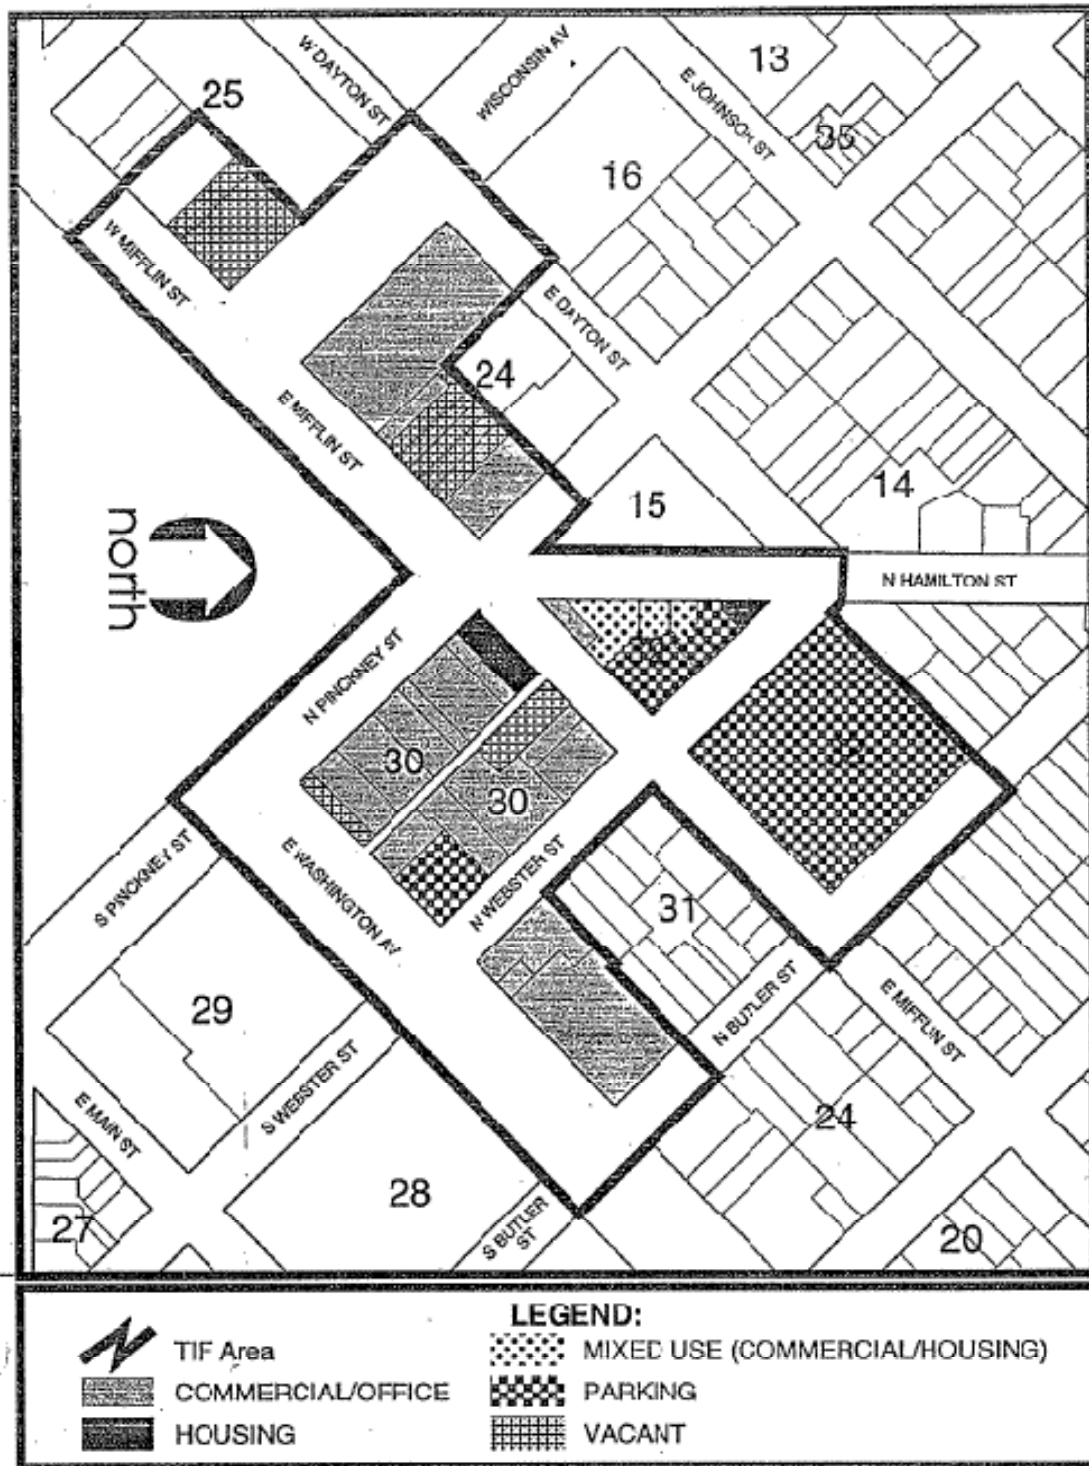 13
W DAYTON ST
WISCONSIN AV
25
E JOHNSON ST
35
16
W MIFFLIN ST
E DAYTON ST
24
E MIFFLIN ST
14
15
north
N HAMILTON ST
N PINCKNEY ST
30
30
N WEBSTER ST
S PINCKNEY ST
E WASHINGTON AV
31
29
N BUTLER ST
E MIFFLIN ST
S WEBSTER ST
E MAIN ST
24
28
S BUTLER
ST
27
20
LEGEND:
TIF Area
MIXED USE (COMMERCIAL/HOUSING)
COMMERCIAL/OFFICE
PARKING
HOUSING
VACANT